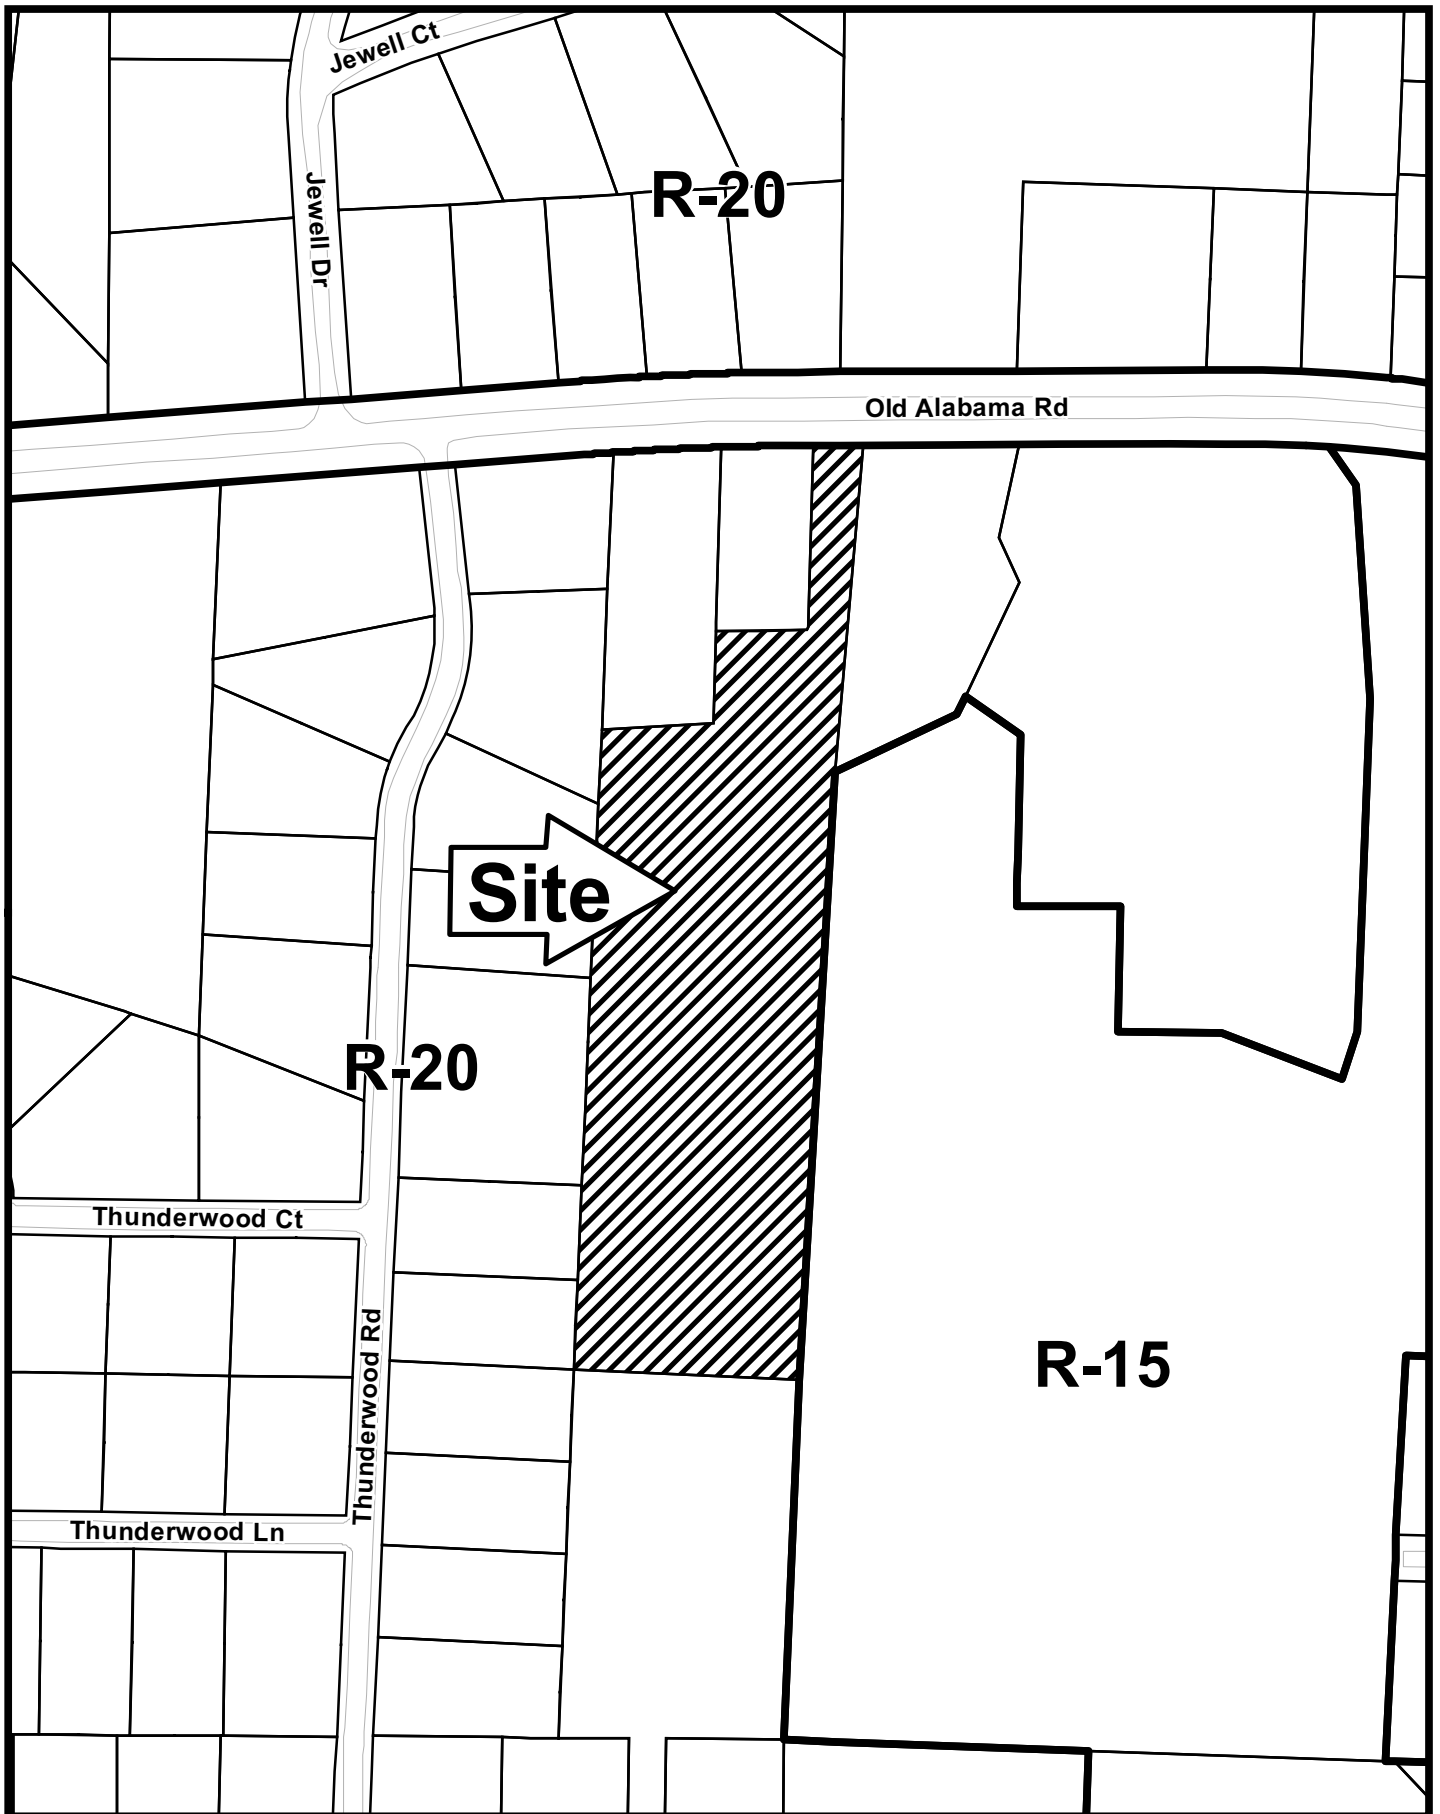 Jewell Ct
Jewell Dr
R-20
Old Alabama Rd
Site
R-20
Thunderwood Ct
Thunderwood Rd
R-15
Thunderwood Ln